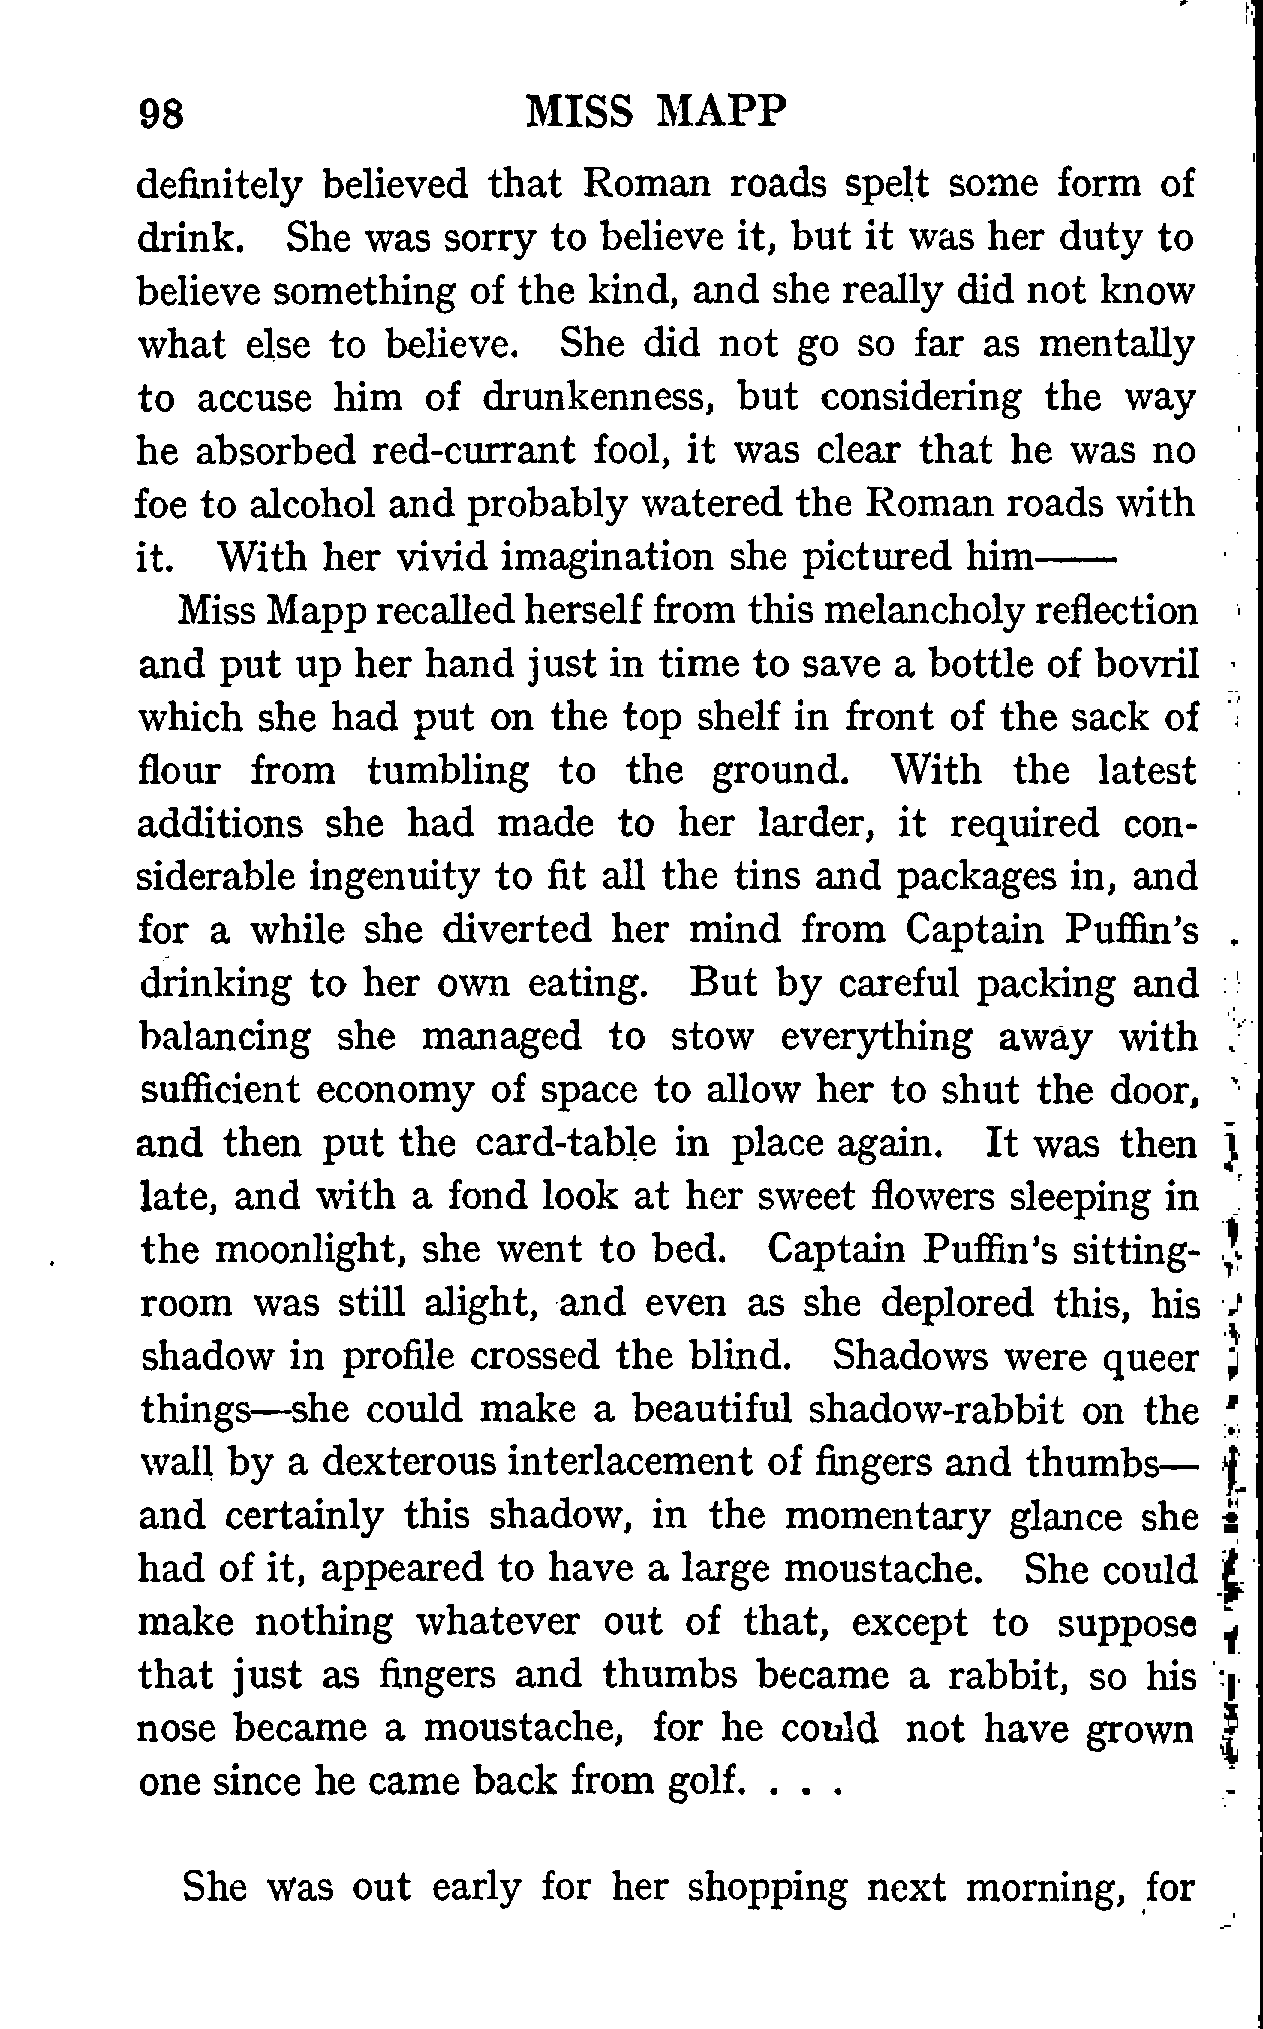 98 MISS MAPP
definitely believed that Roman roads spelt some form of
drink. She was sorry to believe it, but it was her duty to
believe something of the kind, and she really did not know
what else to believe. She did not go so far as mentally
to accuse him of drunkenness, but considering the way
he absorbed red-currant fool, it was clear that he was no
foe to alcohol and probably watered the Roman roads with
it. With her vivid imagination she pictured him——
Miss Mapp recalled herself from this melancholy reflection
and put up her hand just in time to save a bottle of bovril
which she had put on the top shelf in front of the sack of
flour from tumbling to the ground. With the latest
additions she had made to her larder, it required con-
siderable ingenuity to fit all the tins and packages in, and
for a while she diverted her mind from Captain Puffin's
drinking to her own eating. But by careful packing and
balancing she managed to stow everything away with
sufficient economy of space to allow her to shut the door,
and then put the card-table in place again. It was then
late, and with a fond look at her sweet flowers sleeping in
the moonlight, she went to bed. Captain Puffin's sitting-
room was still alight, and even as she deplored this, his
shadow in profile crossed the blind. Shadows were queer
things—she could make a beautiful shadow-rabbit on the
wall by a dexterous interlacement of fingers and thumbs—
and certainly this shadow, in the momentary glance she
had of it, appeared to have a large moustache. She could
make nothing whatever out of that, except to suppose
that just as fingers and thumbs became a rabbit, so his
nose became a moustache, for he could not have grown
one since he came back from golf. . . .
She was out early for her shopping next morning, for